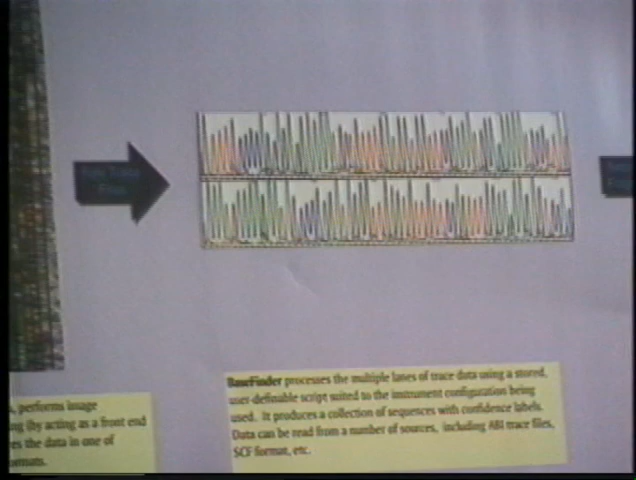 Raw Trace
Files
, performs image
ng (by acting as a front end
es the data in one of
ormats.
BaseFinder processes the multiple lanes of trace data using a stored,
user-definable script suited to the instrument configuration being
used. It produces a collection of sequences with confidence labels.
Data can be read from a number of sources, including ABI trace files,
SCF format, etc.